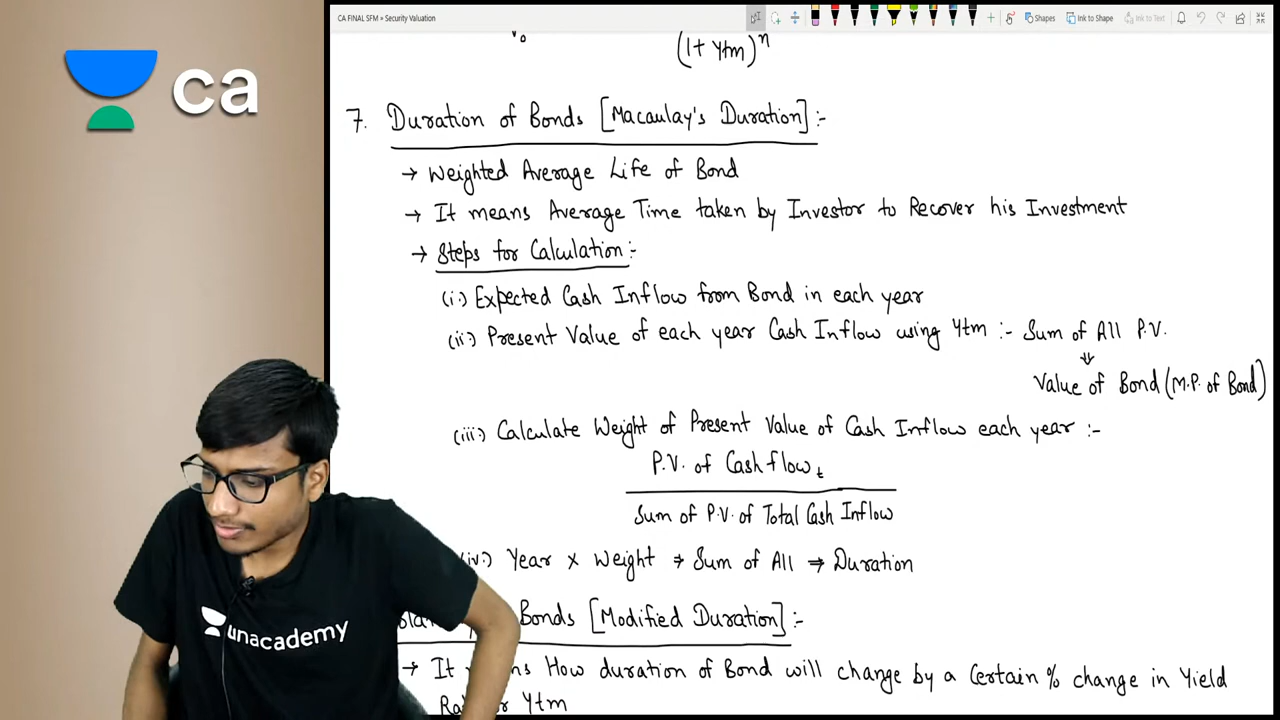 CA FINAL SFM » Security Valuation
Shapes
Ink to Shape
Ink to Text
ca
(1 + Ytm)ⁿ
7. Duration of Bonds [Macaulay's Duration] :-
→ Weighted Average Life of Bond
→ It means Average Time taken by Investor to Recover his Investment
→ Steps for Calculation :-
(i.) Expected Cash Inflow from Bond in each year
(ii.) Present Value of each year Cash Inflow using Ytm :- Sum of All P.V.
⇓
Value of Bond (M.P. of Bond)
(iii.) Calculate Weight of Present Value of Cash Inflow each year :-
P.V. of Cash flow t
Sum of P.V. of Total Cash Inflow
(iv.) Year × Weight → Sum of All ⇒ Duration
Bonds [Modified Duration] :-
→ It How duration of Bond will change by a Certain % change in Yield
Ytm
unacademy